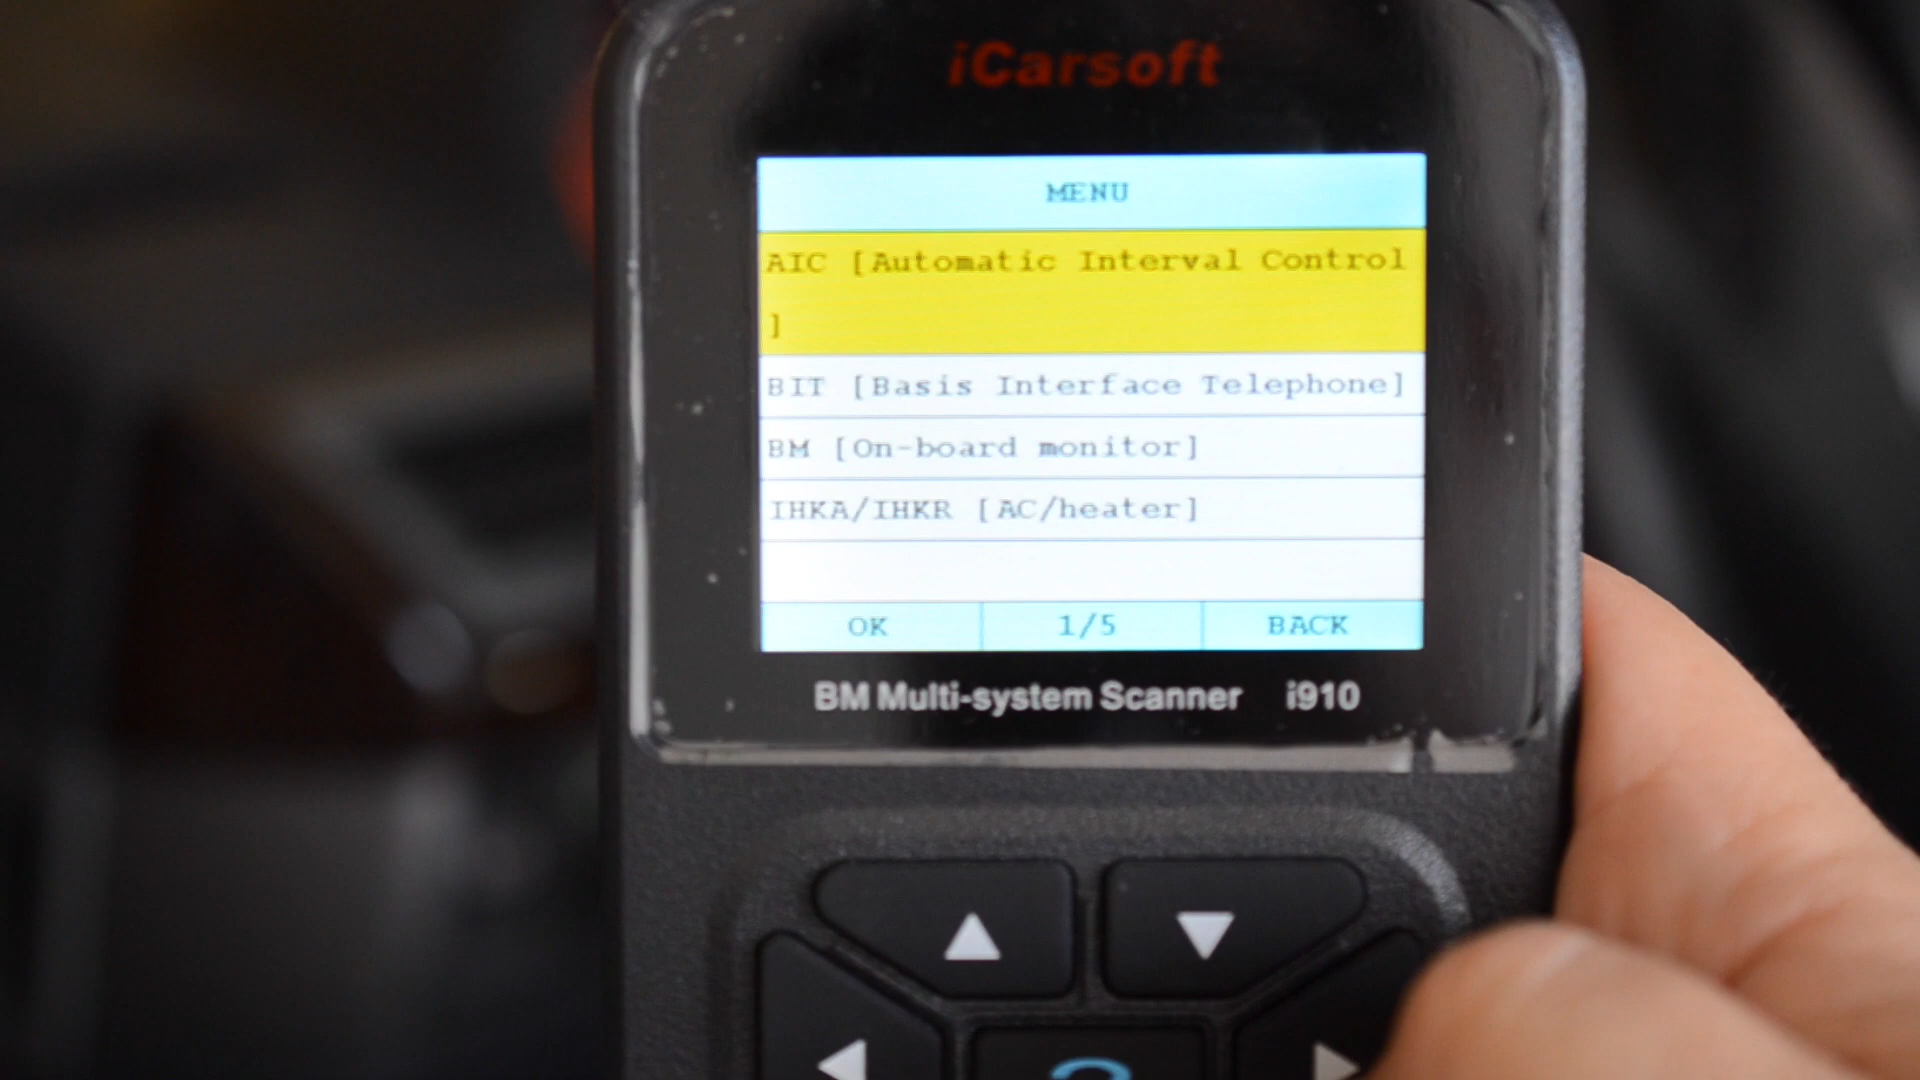 iCarsoft
MENU
AIC [Automatic Interval Control
]
BIT [Basis Interface Telephone]
BM [On-board monitor]
IHKA/IHKR [AC/heater]
OK 1/5 BACK
BM Multi-system Scanner i910
?